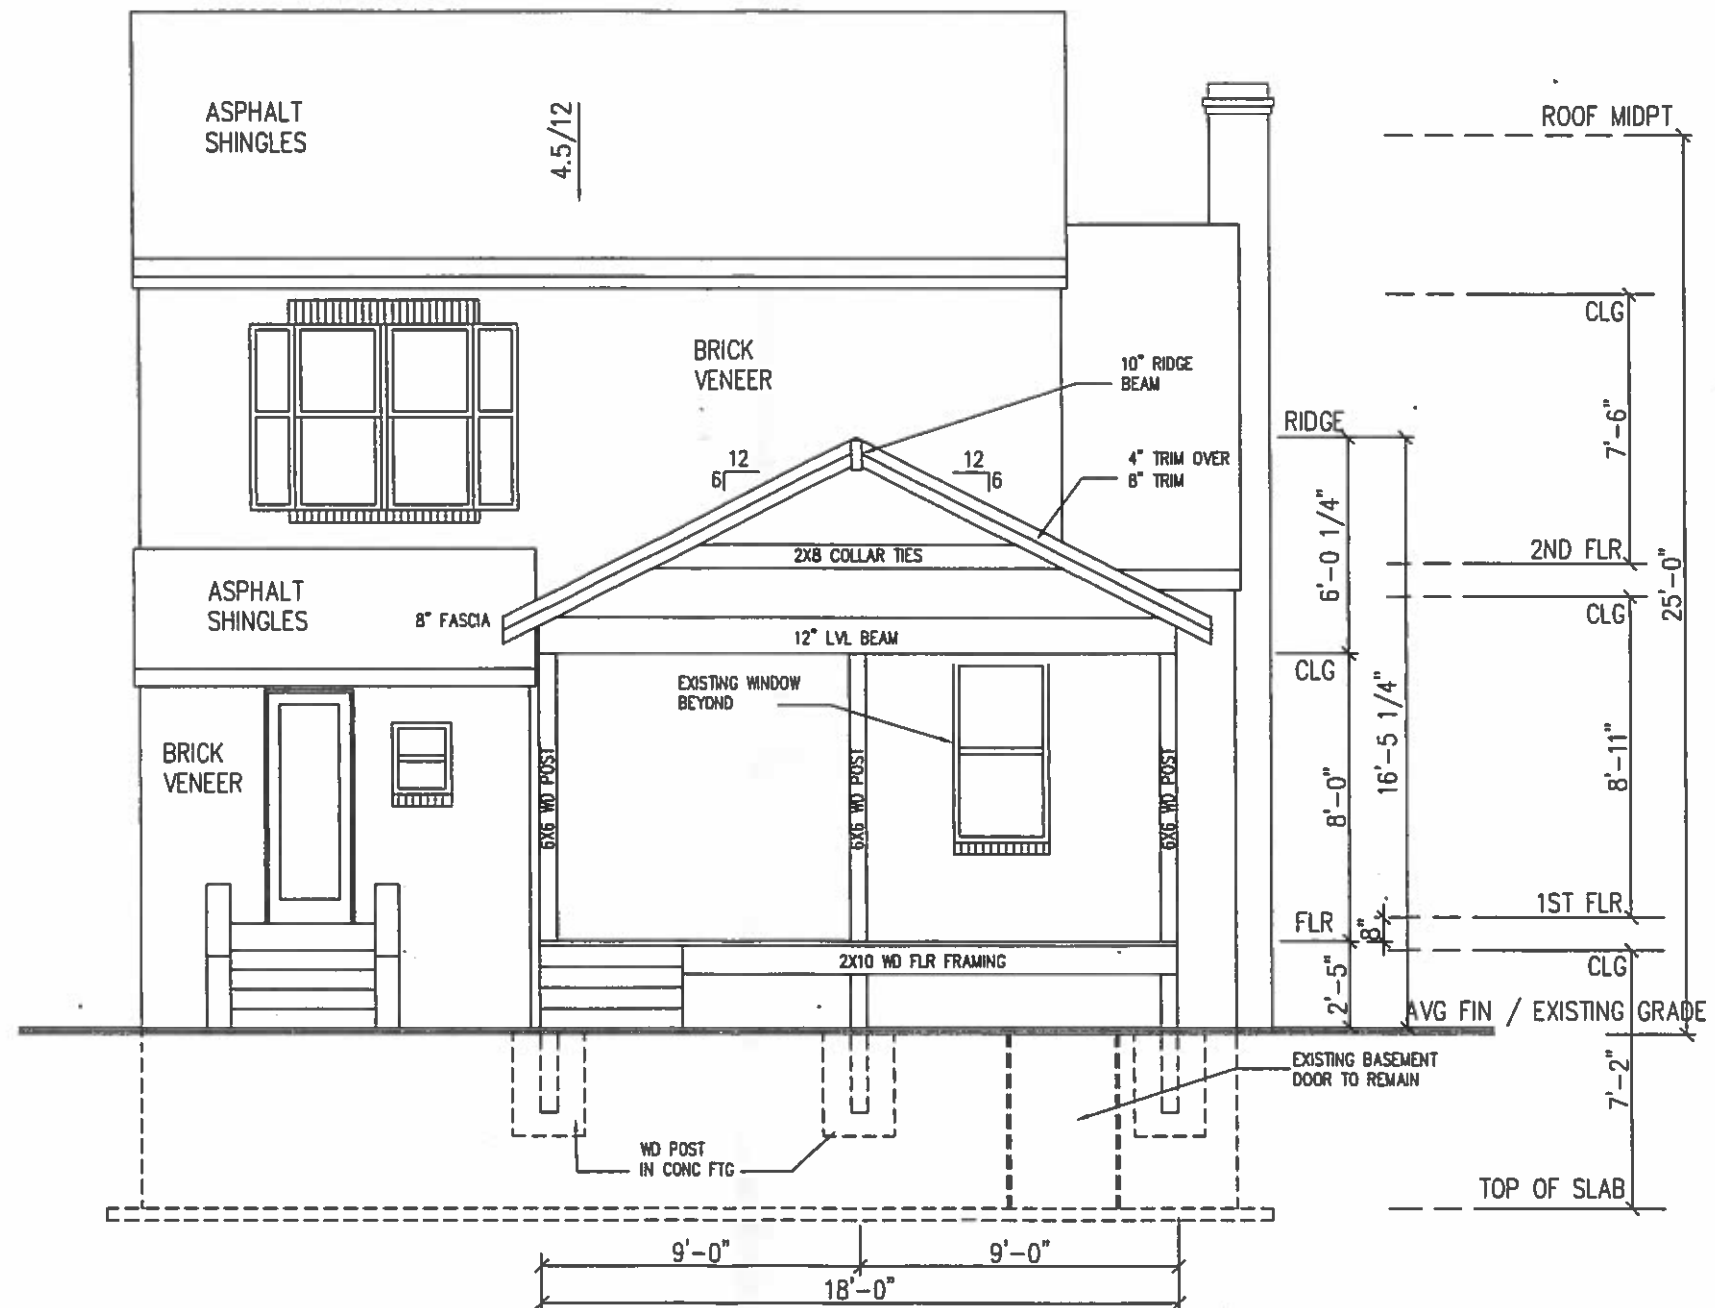 ASPHALT
SHINGLES
4.5/12
ROOF MIDPT
CLG
BRICK
VENEER
10" RIDGE
BEAM
RIDGE
7'-6"
12
6
12
6
4" TRIM OVER
8" TRIM
6'-0 1/4"
2ND FLR
25'-0"
2X8 COLLAR TIES
ASPHALT
SHINGLES
8" FASCIA
CLG
12" LVL BEAM
CLG
EXISTING WINDOW
BEYOND
16'-5 1/4"
8'-11"
BRICK
VENEER
6X6 WD POST
6X6 WD POST
6X6 WD POST
8'-0"
1ST FLR
FLR
8"
2X10 WD FLR FRAMING
CLG
2'-5"
AVG FIN / EXISTING GRADE
EXISTING BASEMENT
DOOR TO REMAIN
7'-2"
WD POST
IN CONC FTG
TOP OF SLAB
9'-0"
9'-0"
18'-0"